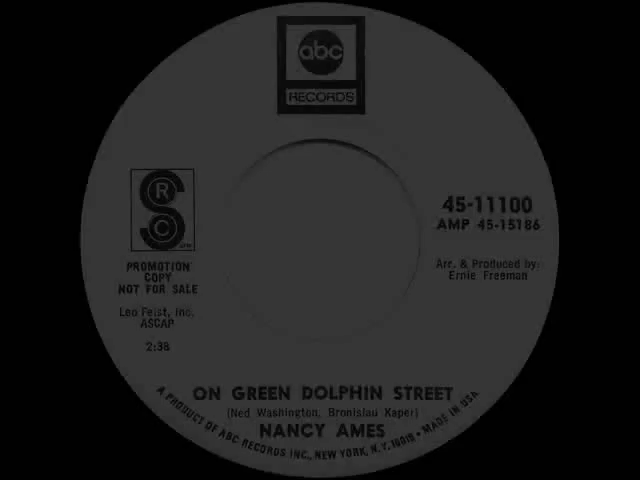 abc
RECORDS
SRC
45-11100
AMP 45-15186
PROMOTION
COPY
NOT FOR SALE
Arr. & Produced by:
Ernie Freeman
Leo Feist, Inc.
ASCAP
2:38
ON GREEN DOLPHIN STREET
(Ned Washington, Bronislau Kaper)
NANCY AMES
A PRODUCT OF ABC RECORDS INC., NEW YORK, N.Y. 10019 • MADE IN USA